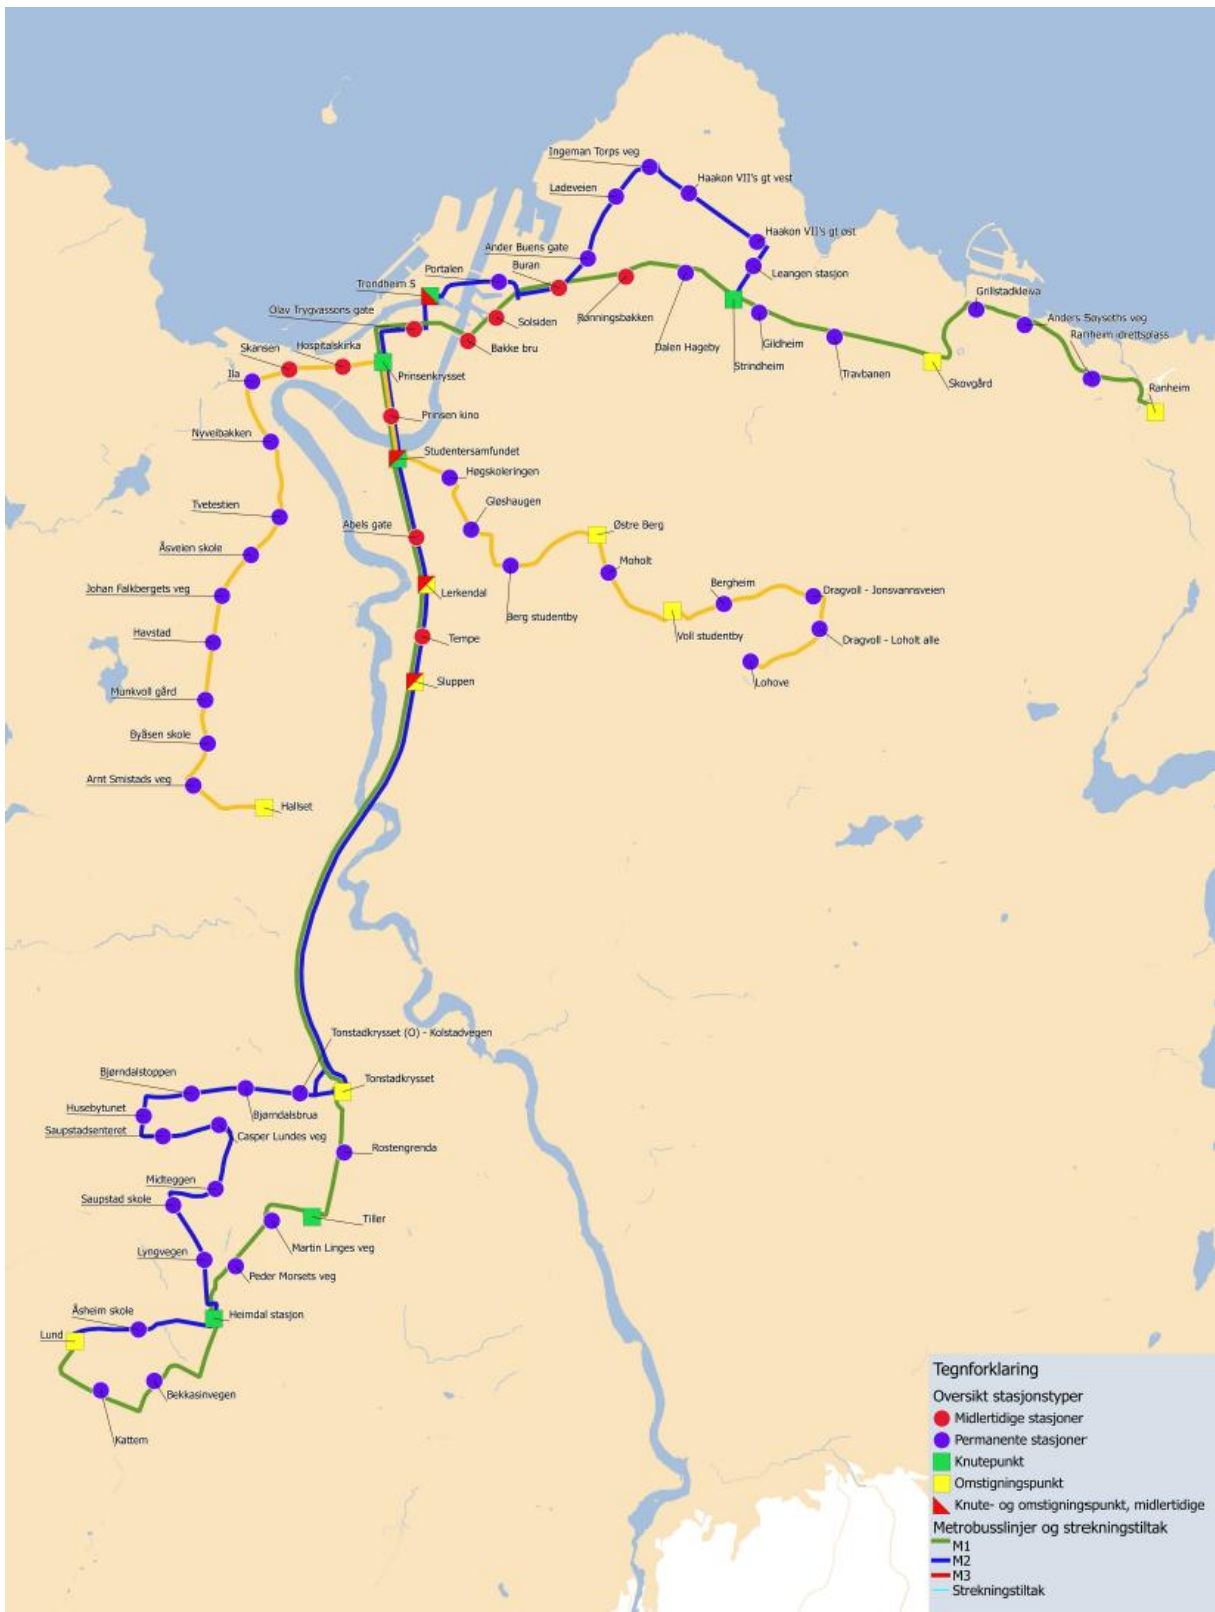 Ingeman Torps veg
Haakon VII's gt vest
Ladeveien
Haakon VII's gt øst
Ander Buens gate
Leangen stasjon
Portalen
Buran
Trondheim S
Grillstadkleiva
Olav Trygvassons gate
Anders Søyseths veg
Solsiden
Rønningsbakken
Ranheim idrettsplass
Hospitalskirka
Skansen
Bakke bru
Dalen Hageby
Gildheim
Strindheim
Travbanen
Ila
Prinsenkrysset
Skovgård
Ranheim
Prinsen kino
Nyveibakken
Studentersamfundet
Høgskoleringen
Gløshaugen
Tvetestien
Abels gate
Østre Berg
Åsveien skole
Moholt
Johan Falkbergets veg
Lerkendal
Bergheim
Dragvoll - Jonsvannsveien
Berg studentby
Havstad
Tempe
Voll studentby
Dragvoll - Loholt alle
Sluppen
Lohove
Munkvoll gård
Byåsen skole
Arnt Smistads veg
Hallset
Tonstadkrysset (O) - Kolstadvegen
Bjørndalstoppen
Tonstadkrysset
Husebytunet
Bjørndalsbrua
Saupstadsenteret
Casper Lundes veg
Rostengrenda
Midteggen
Saupstad skole
Tiller
Lyngvegen
Martin Linges veg
Peder Morsets veg
Åsheim skole
Heimdal stasjon
Lund
Bekkasinvegen
Kattem
Tegnforklaring
Oversikt stasjonstyper
Midlertidige stasjoner
Permanente stasjoner
Knutepunkt
Omstigningspunkt
Knute- og omstigningspunkt, midlertidige
Metrobusslinjer og strekningstiltak
M1
M2
M3
Strekningstiltak